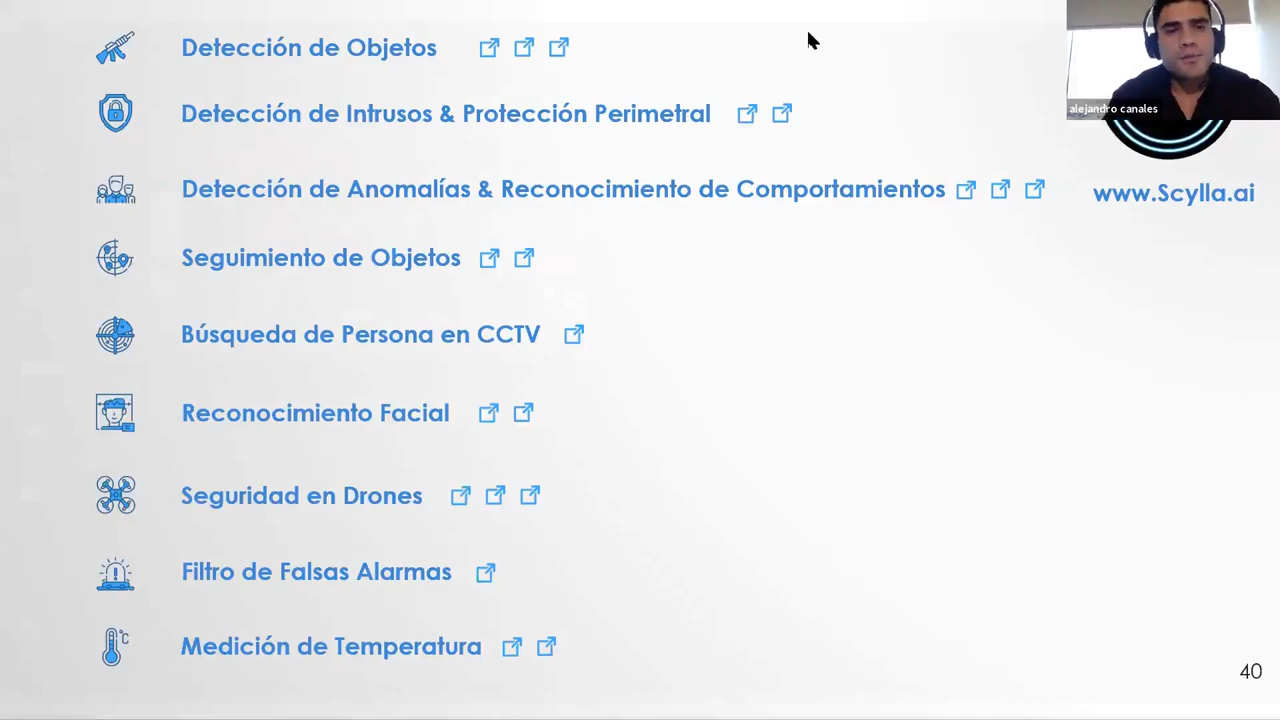 Detección de Objetos
alejandro canales
Detección de Intrusos & Protección Perimetral
Detección de Anomalías & Reconocimiento de Comportamientos
www.Scylla.ai
Seguimiento de Objetos
Búsqueda de Persona en CCTV
Reconocimiento Facial
Seguridad en Drones
Filtro de Falsas Alarmas
°C
Medición de Temperatura
40